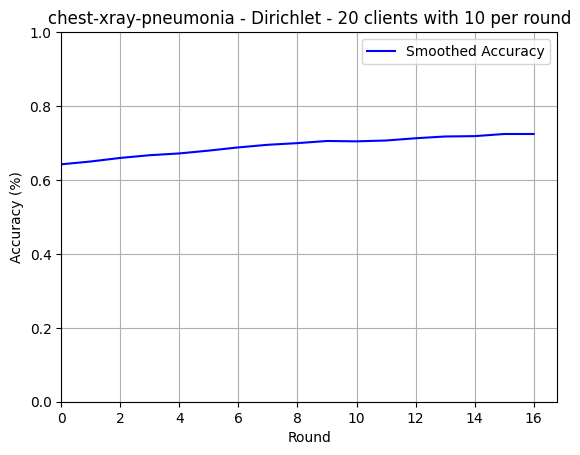 chest-xray-pneumonia - Dirichlet - 20 clients with 10 per round
Smoothed Accuracy
Accuracy (%)
1.0
0.8
0.6
0.4
0.2
0.0
0 2 4 6 8 10 12 14 16
Round